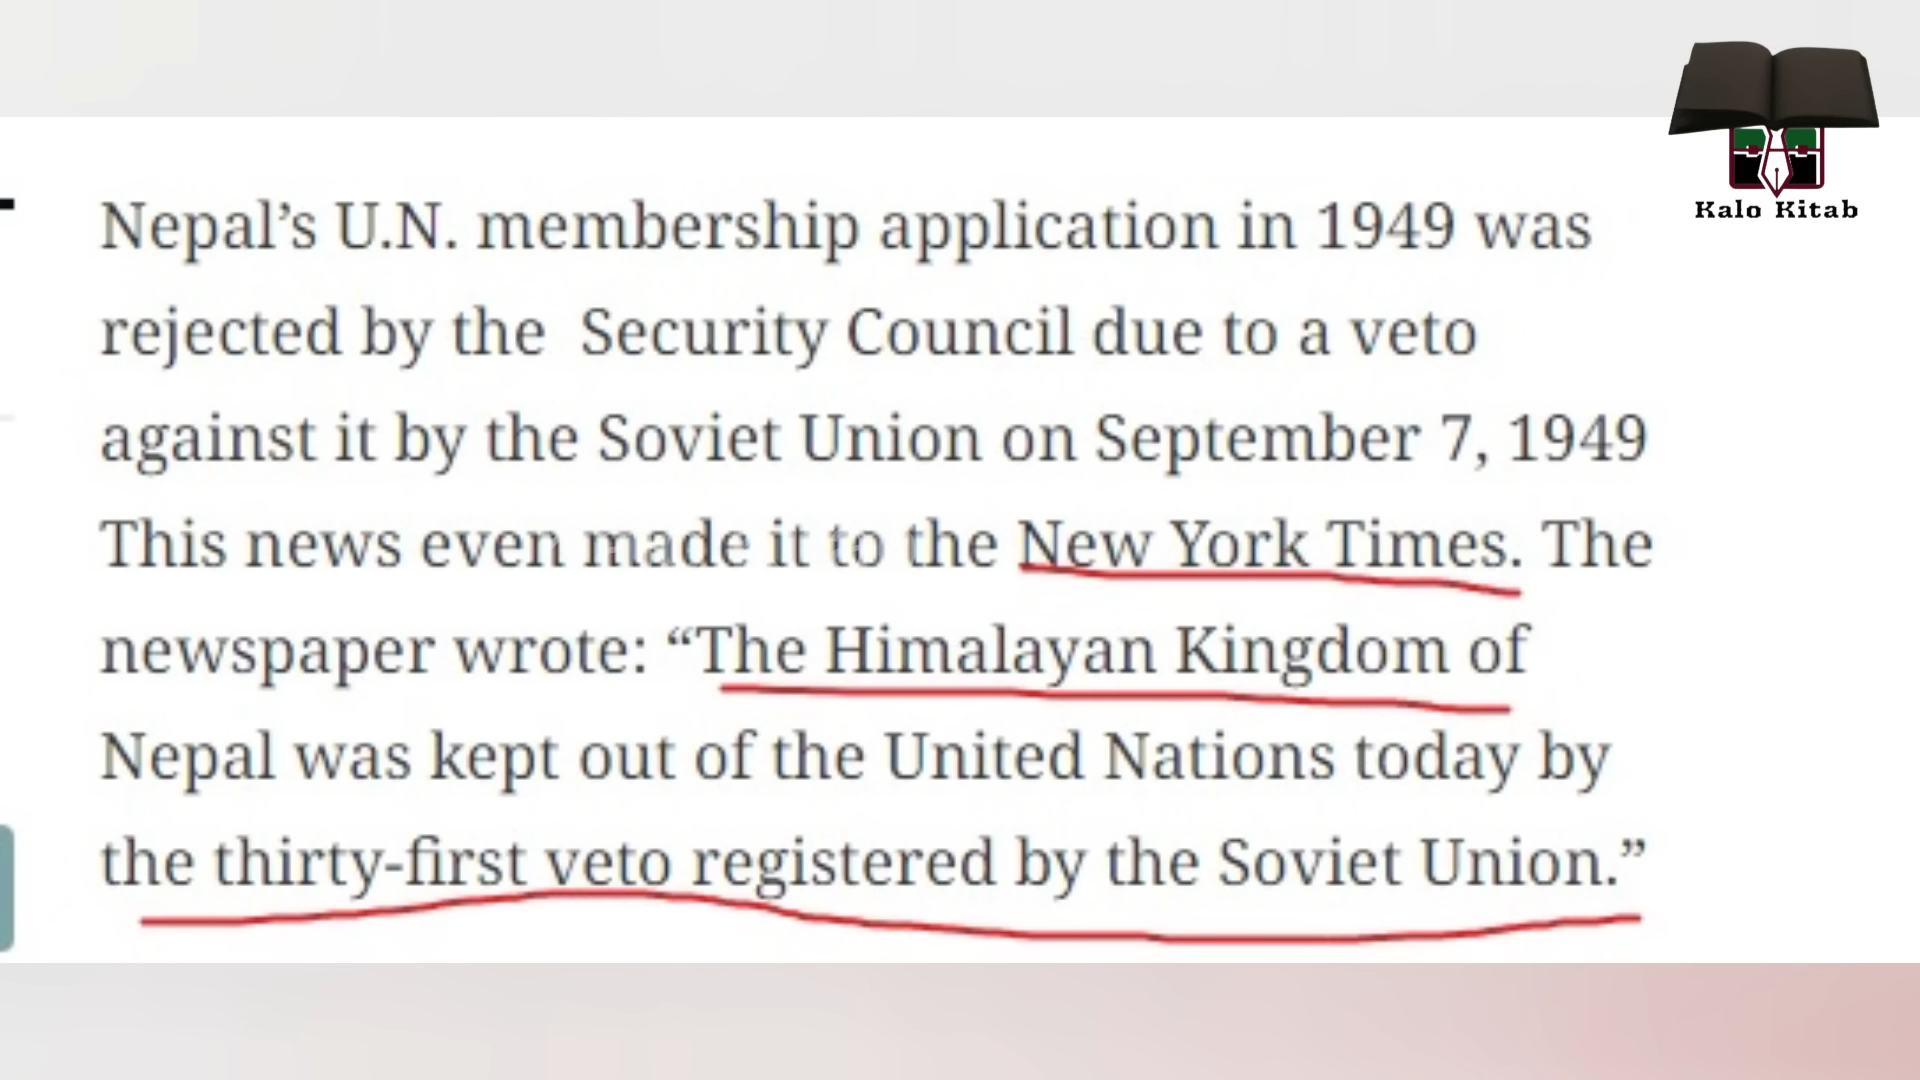 Kalo Kitab
Nepal’s U.N. membership application in 1949 was
rejected by the  Security Council due to a veto
against it by the Soviet Union on September 7, 1949
This news even made it to the New York Times. The
newspaper wrote: “The Himalayan Kingdom of
Nepal was kept out of the United Nations today by
the thirty-first veto registered by the Soviet Union.”